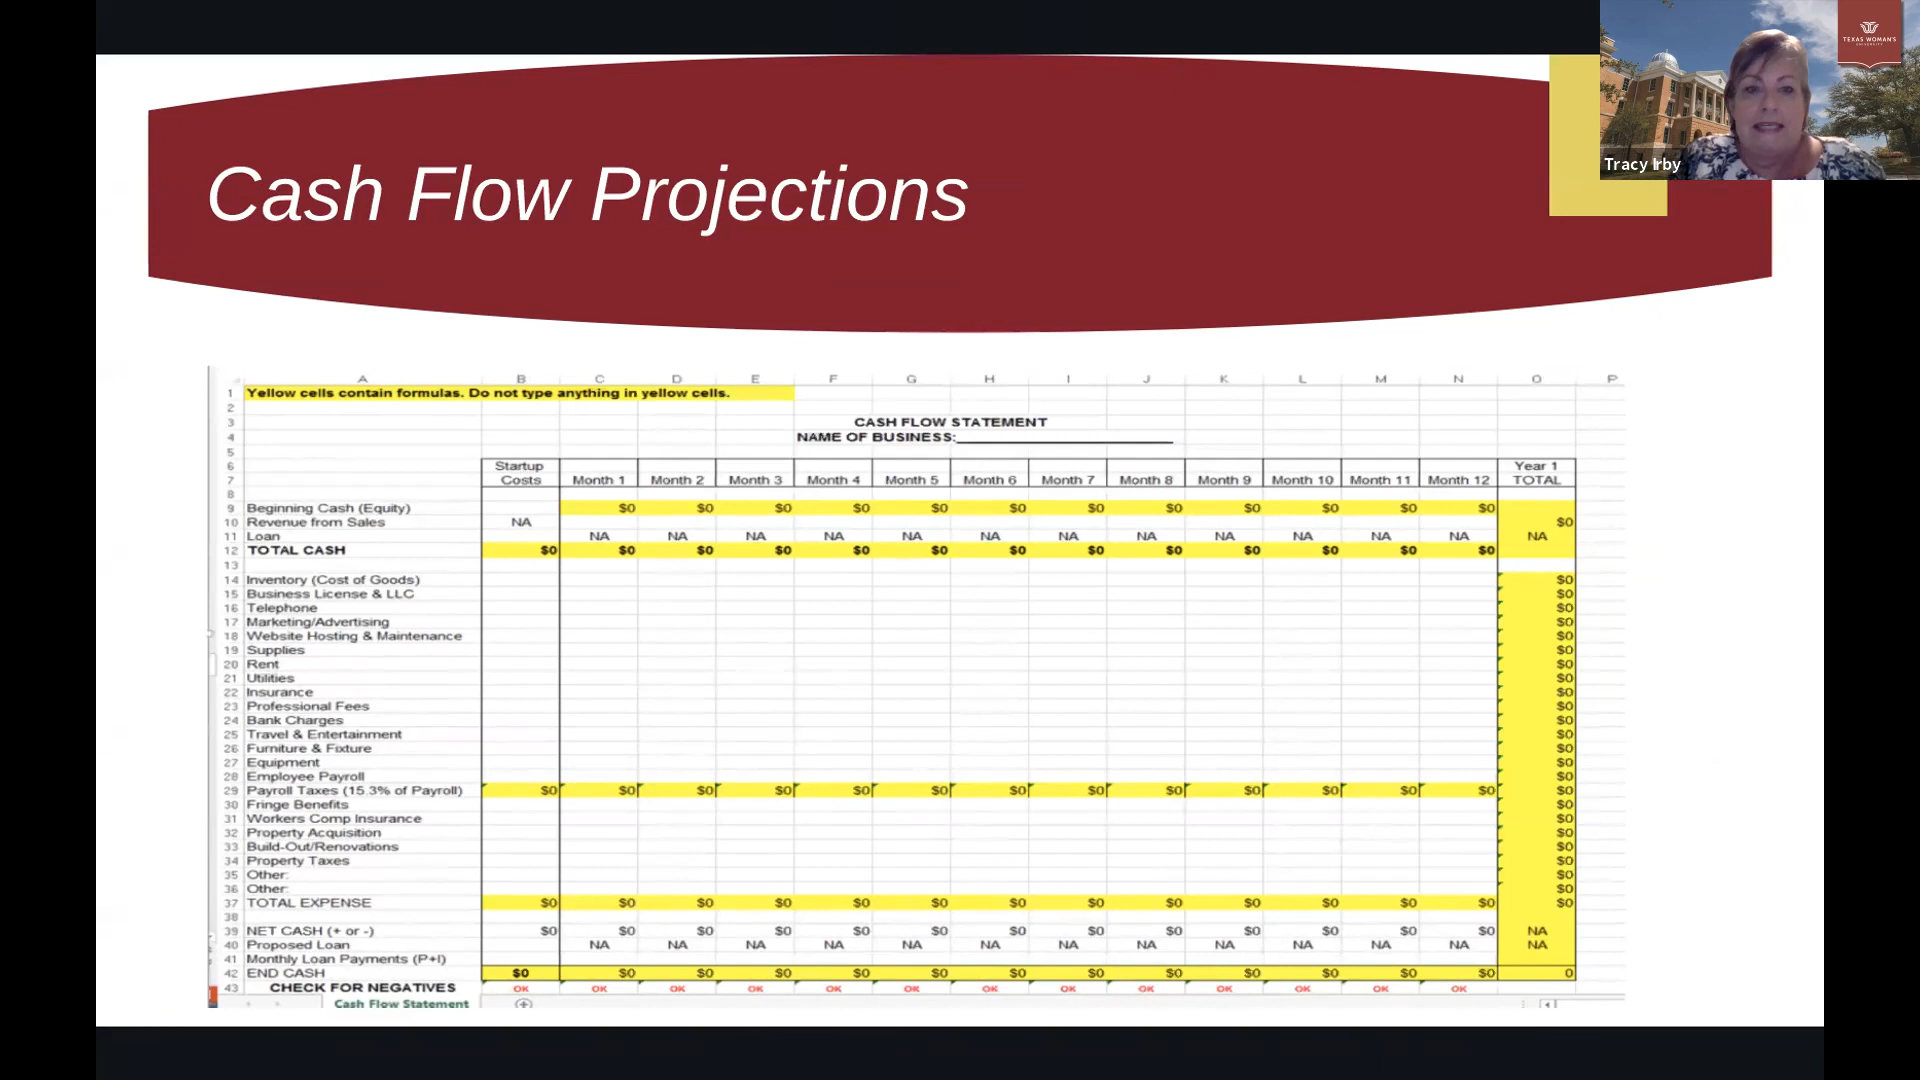 TEXAS WOMAN'S
UNIVERSITY
Tracy Irby
Cash Flow Projections
A B C D E F G H I J K L M N O P
1 Yellow cells contain formulas. Do not type anything in yellow cells.
2
3 CASH FLOW STATEMENT
4 NAME OF BUSINESS:
5
6 Startup Year 1
7 Costs Month 1 Month 2 Month 3 Month 4 Month 5 Month 6 Month 7 Month 8 Month 9 Month 10 Month 11 Month 12 TOTAL
8
9 Beginning Cash (Equity) $0 $0 $0 $0 $0 $0 $0 $0 $0 $0 $0 $0
10 Revenue from Sales NA $0
11 Loan NA NA NA NA NA NA NA NA NA NA NA NA NA
12 TOTAL CASH $0 $0 $0 $0 $0 $0 $0 $0 $0 $0 $0 $0 $0
13
14 Inventory (Cost of Goods) $0
15 Business License & LLC $0
16 Telephone $0
17 Marketing/Advertising $0
18 Website Hosting & Maintenance $0
19 Supplies $0
20 Rent $0
21 Utilities $0
22 Insurance $0
23 Professional Fees $0
24 Bank Charges $0
25 Travel & Entertainment $0
26 Furniture & Fixture $0
27 Equipment $0
28 Employee Payroll $0
29 Payroll Taxes (15.3% of Payroll) $0 $0 $0 $0 $0 $0 $0 $0 $0 $0 $0 $0 $0 $0
30 Fringe Benefits $0
31 Workers Comp Insurance $0
32 Property Acquisition $0
33 Build-Out/Renovations $0
34 Property Taxes $0
35 Other: $0
36 Other: $0
37 TOTAL EXPENSE $0 $0 $0 $0 $0 $0 $0 $0 $0 $0 $0 $0 $0 $0
38
39 NET CASH (+ or -) $0 $0 $0 $0 $0 $0 $0 $0 $0 $0 $0 $0 $0 NA
40 Proposed Loan NA NA NA NA NA NA NA NA NA NA NA NA NA
41 Monthly Loan Payments (P+I)
42 END CASH $0 $0 $0 $0 $0 $0 $0 $0 $0 $0 $0 $0 $0 0
43 CHECK FOR NEGATIVES OK OK OK OK OK OK OK OK OK OK OK OK OK
Cash Flow Statement